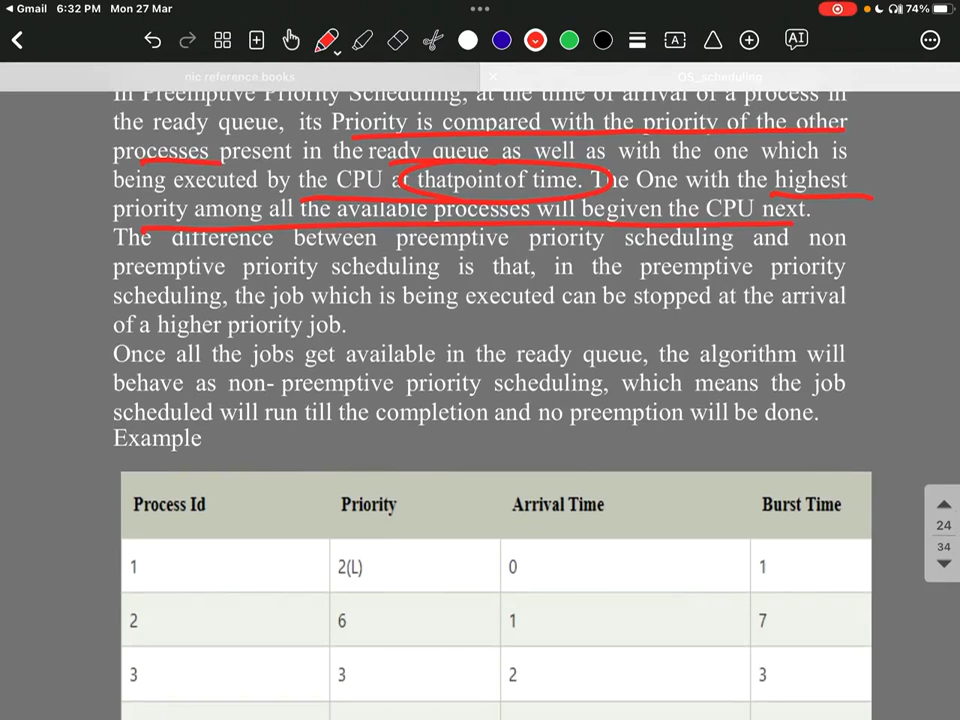 Gmail 6:32 PM Mon 27 Mar 74%
AI
nic reference books OS_scheduling
In Preemptive Priority Scheduling, at the time of arrival of a process in
the ready queue, its Priority is compared with the priority of the other
processes present in the ready queue as well as with the one which is
being executed by the CPU at thatpointof time. The One with the highest
priority among all the available processes will begiven the CPU next.
The difference between preemptive priority scheduling and non
preemptive priority scheduling is that, in the preemptive priority
scheduling, the job which is being executed can be stopped at the arrival
of a higher priority job.
Once all the jobs get available in the ready queue, the algorithm will
behave as non- preemptive priority scheduling, which means the job
scheduled will run till the completion and no preemption will be done.
Example
Process Id Priority Arrival Time Burst Time
1 2(L) 0 1
2 6 1 7
3 3 2 3
24
34